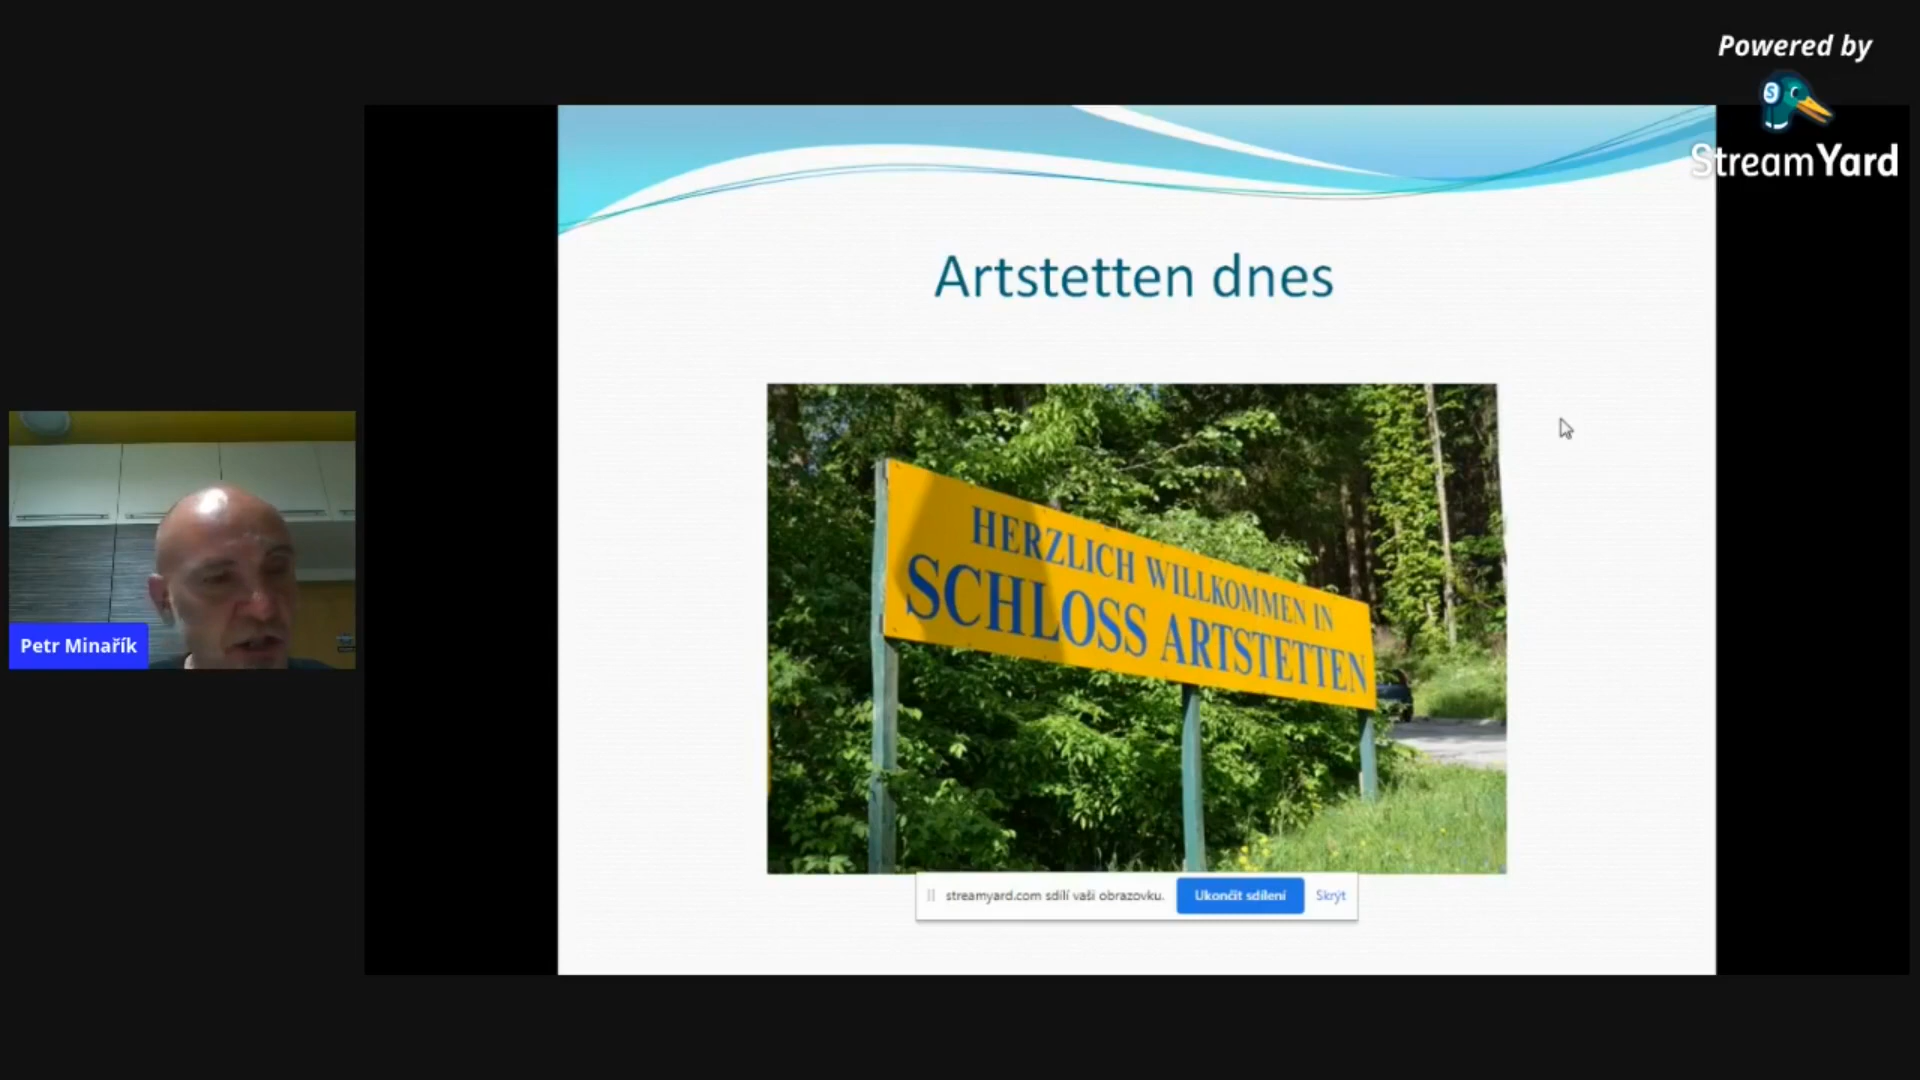 Powered by
StreamYard
Artstetten dnes
HERZLICH WILLKOMMEN IN
SCHLOSS ARTSTETTEN
Petr Minařík
streamyard.com sdílí vaši obrazovku.
Ukončit sdílení
Skrýt